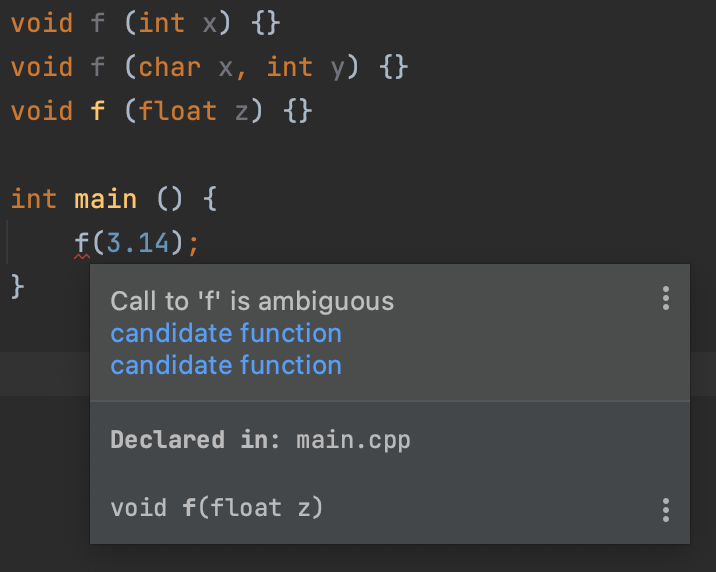 void f (int x) {}
void f (char x, int y) {}
void f (float z) {}
int main () {
f(3.14);
}
Call to 'f' is ambiguous
candidate function
candidate function
Declared in: main.cpp
void f(float z)